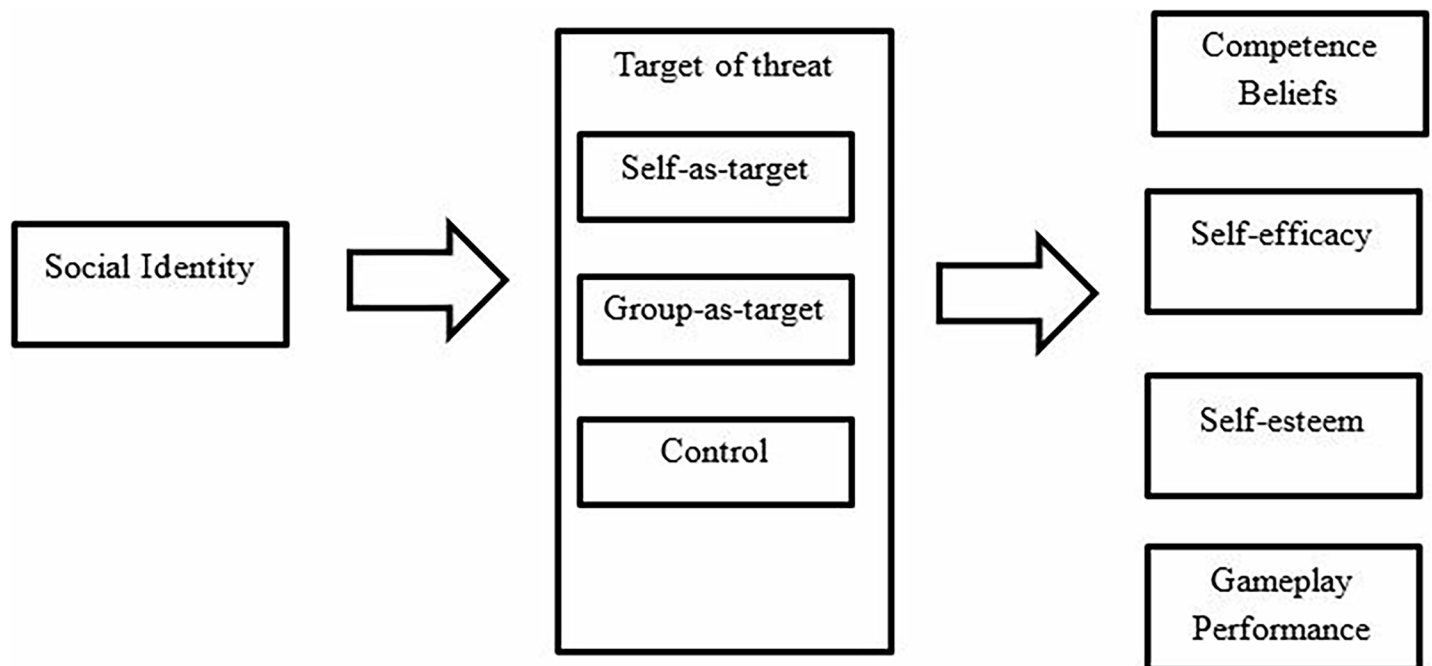 Social Identity
Target of threat
Self-as-target
Group-as-target
Control
Competence
Beliefs
Self-efficacy
Self-esteem
Gameplay
Performance